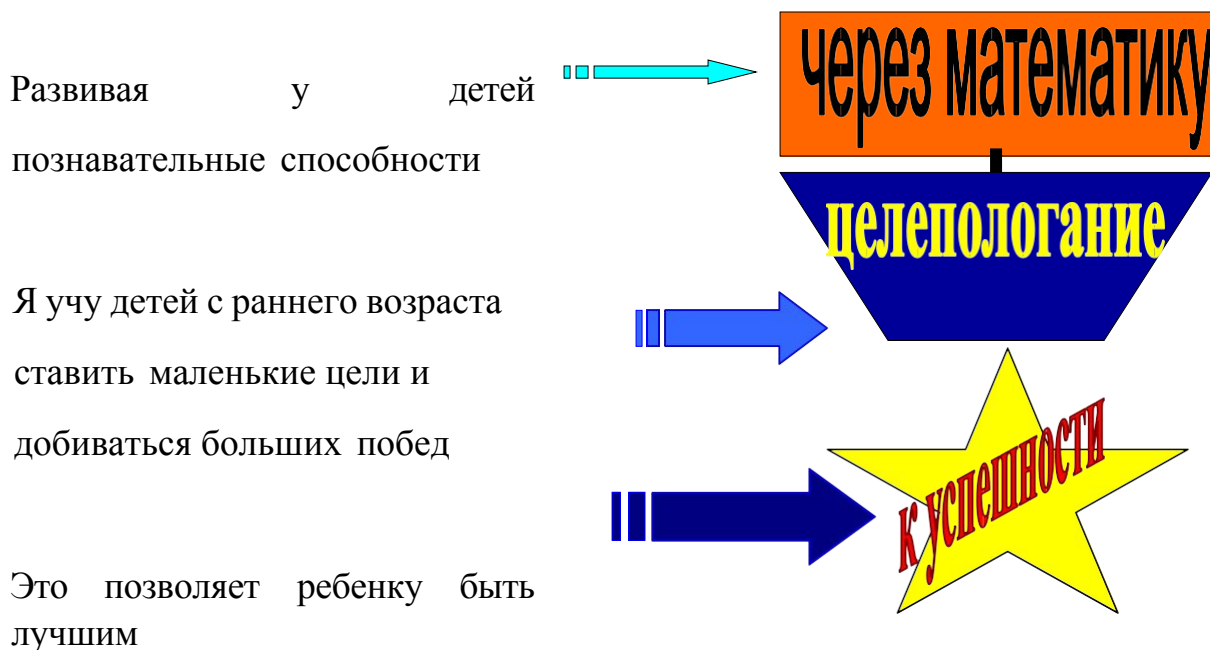 Развивая у детей
познавательные способности
Я учу детей с раннего возраста
ставить маленькие цели и
добиваться больших побед
Это позволяет ребенку быть
лучшим
через математику
целепологание
к успешности